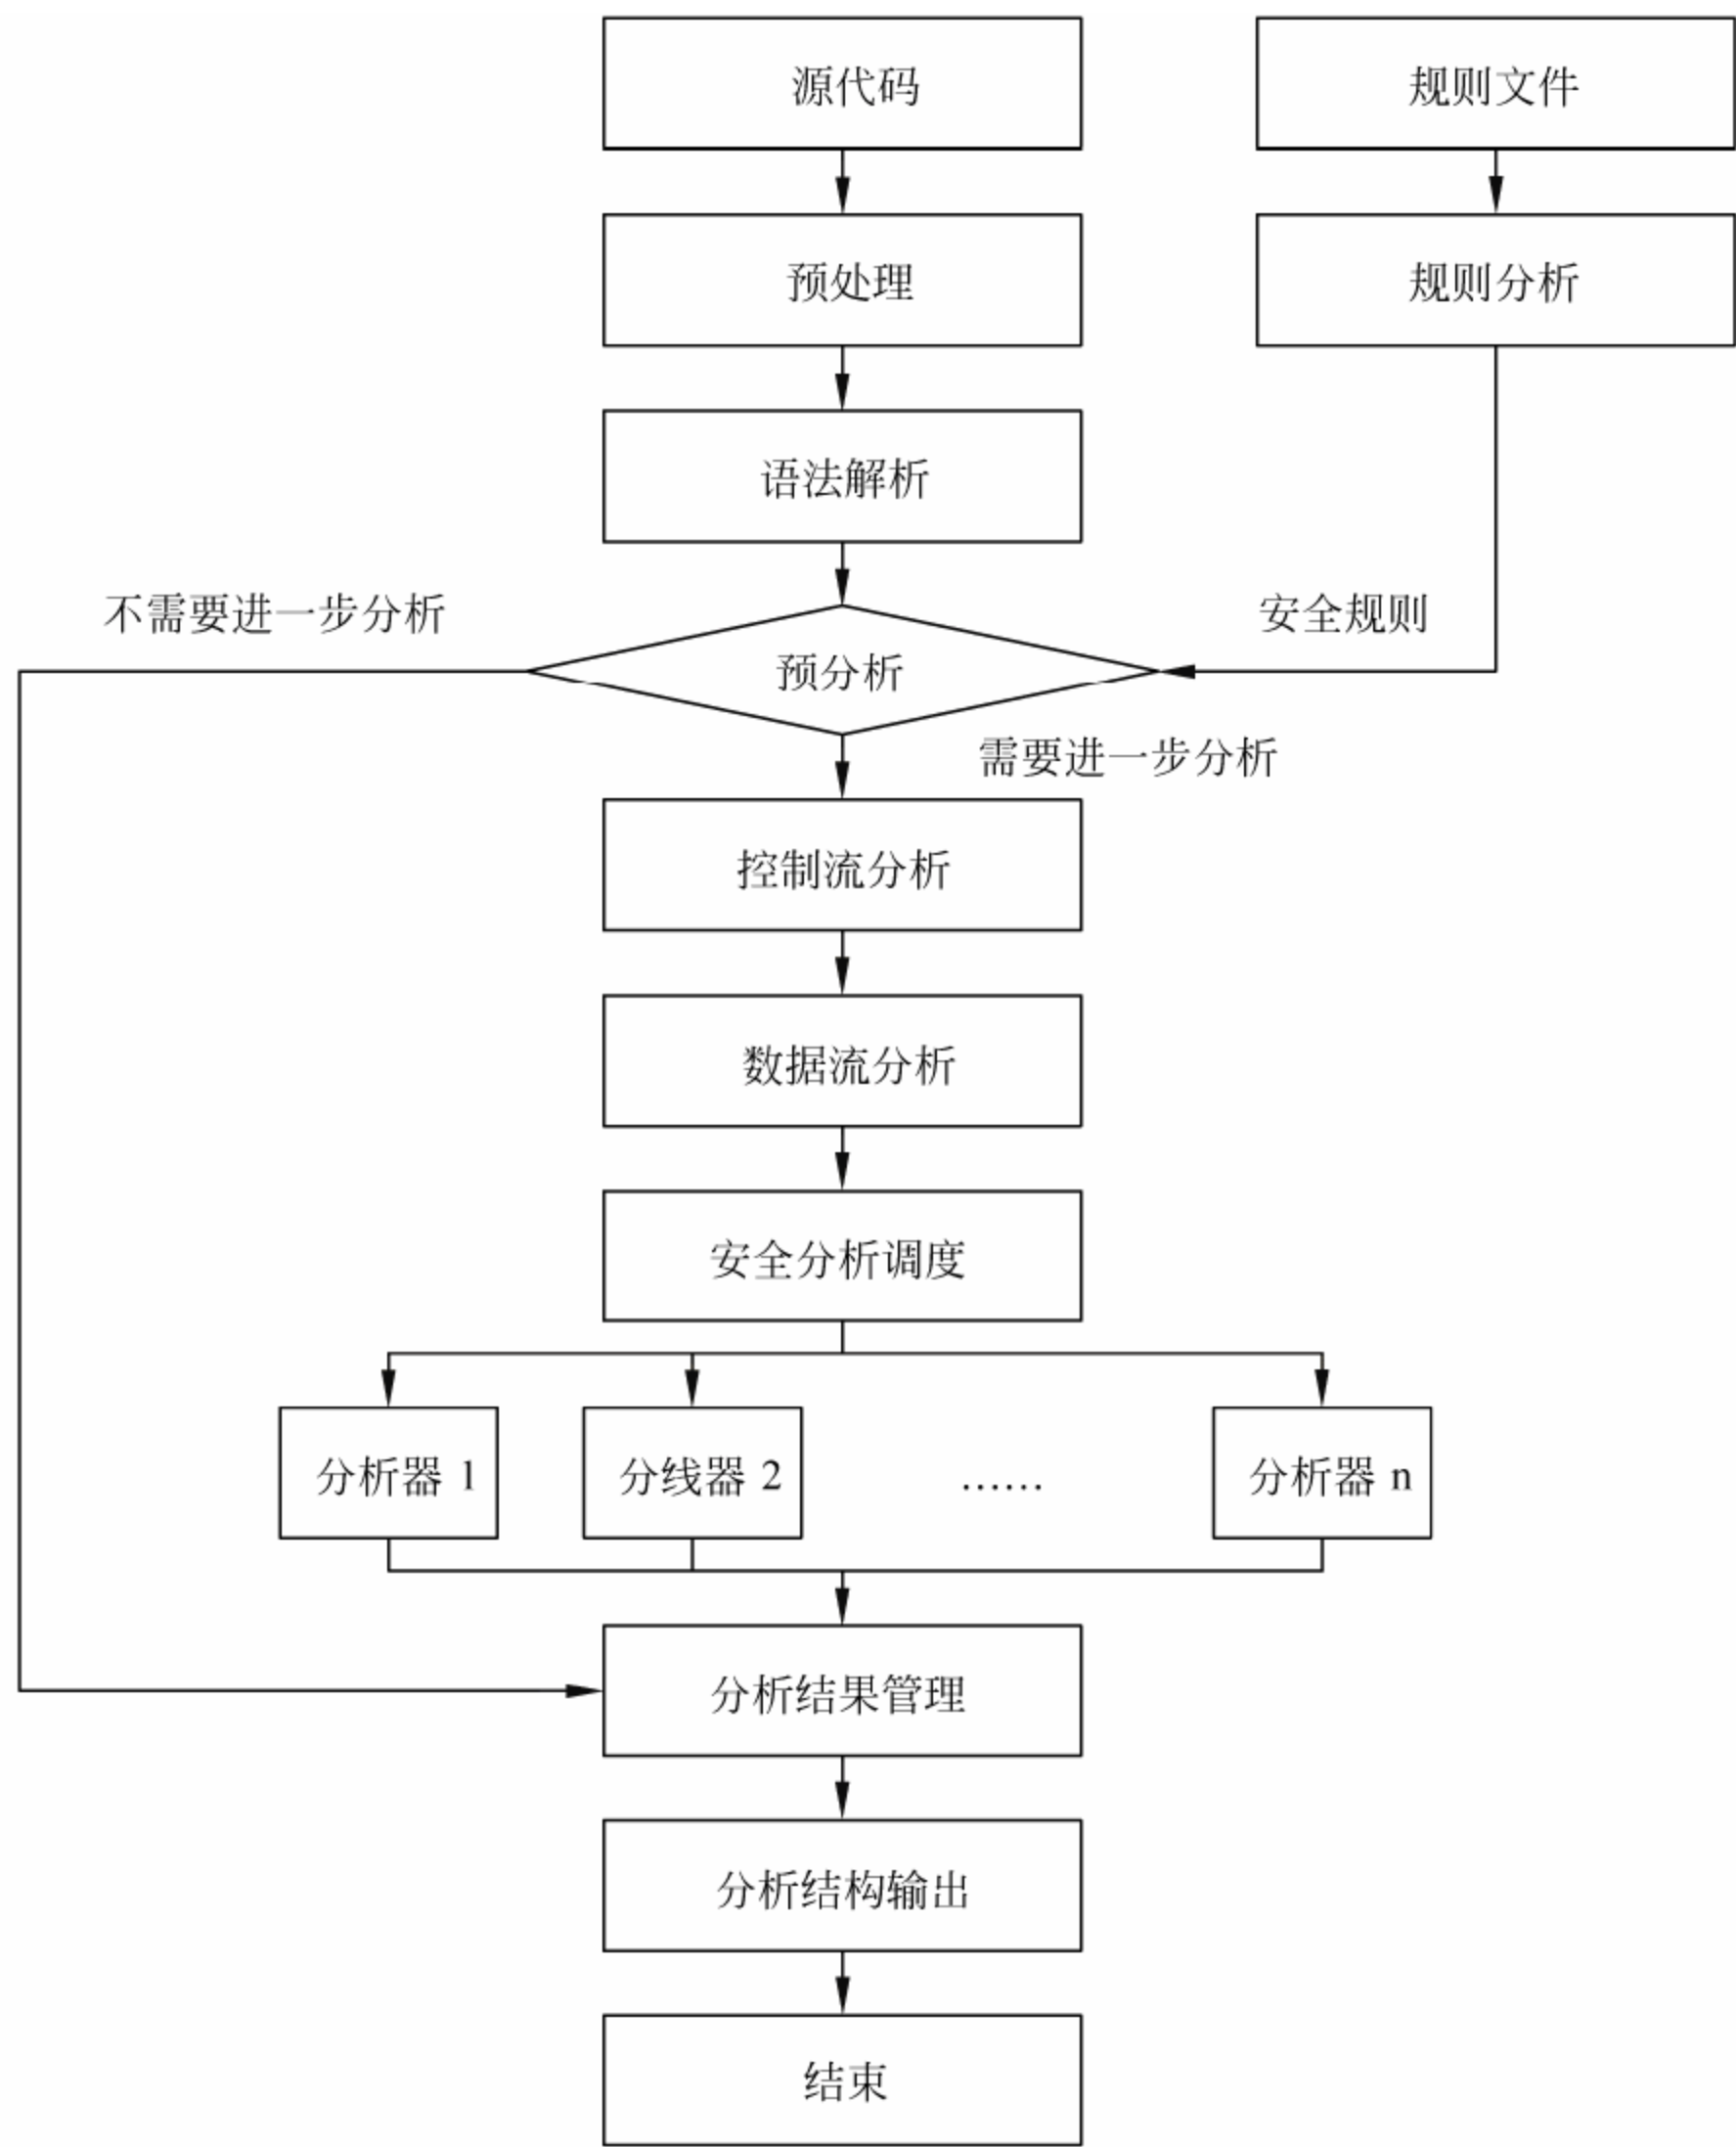 源代码
规则文件
预处理
规则分析
语法解析
不需要进一步分析
安全规则
预分析
需要进一步分析
控制流分析
数据流分析
安全分析调度
分析器 1
分线器 2
……
分析器 n
分析结果管理
分析结构输出
结束